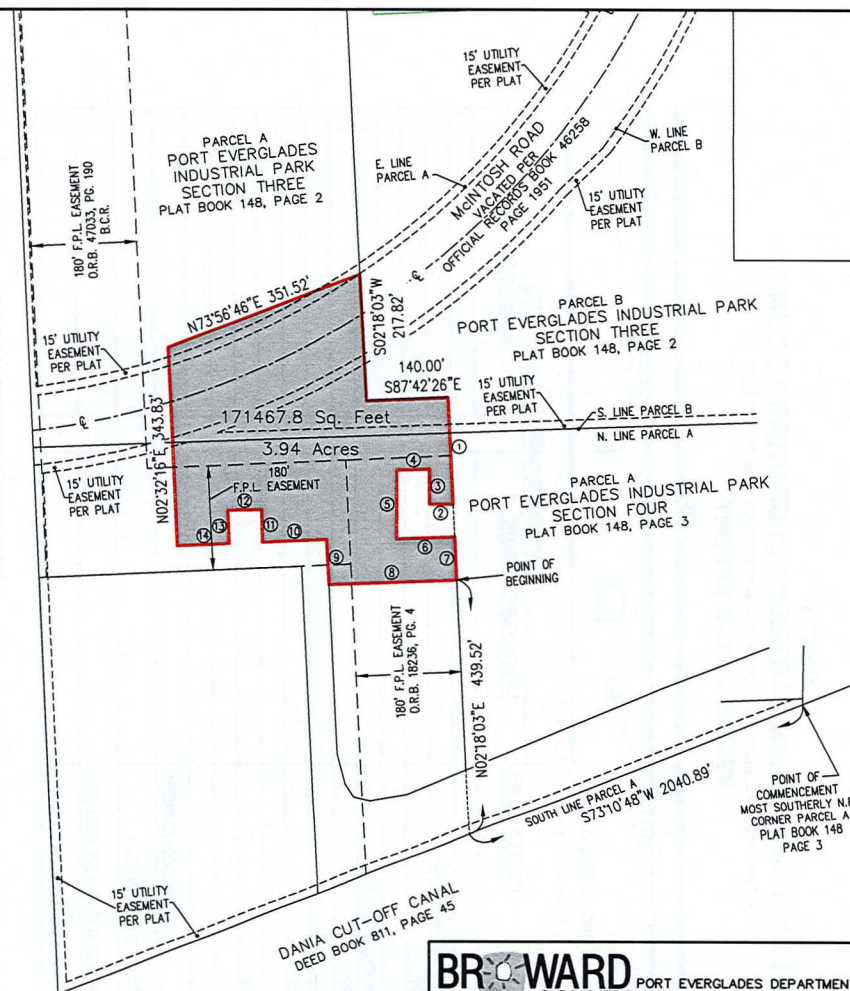 15' UTILITY
EASEMENT
PER PLAT
PARCEL A
PORT EVERGLADES
INDUSTRIAL PARK
SECTION THREE
PLAT BOOK 148, PAGE 2
E. LINE
PARCEL A
McINTOSH ROAD
VACATED PER
OFFICIAL RECORDS BOOK 46258
PAGE 1951
W. LINE
PARCEL B
15' UTILITY
EASEMENT
PER PLAT
180' F.P.L. EASEMENT
O.R.B. 47033, PG. 190
B.C.R.
N73°56'46"E 351.52'
S02°18'03"W
217.82'
PARCEL B
PORT EVERGLADES INDUSTRIAL PARK
SECTION THREE
PLAT BOOK 148, PAGE 2
15' UTILITY
EASEMENT
PER PLAT
140.00'
S87°42'26"E
15' UTILITY
EASEMENT
PER PLAT
S. LINE PARCEL B
N. LINE PARCEL A
171467.8 Sq. Feet
3.94 Acres
N02°32'16"E 343.83'
15' UTILITY
EASEMENT
PER PLAT
180'
F.P.L. EASEMENT
1
2
3
4
5
6
7
8
9
10
11
12
13
14
PARCEL A
PORT EVERGLADES INDUSTRIAL PARK
SECTION FOUR
PLAT BOOK 148, PAGE 3
POINT OF
BEGINNING
180' F.P.L. EASEMENT
O.R.B. 18236, PG. 4
N02°18'03"E 439.52'
SOUTH LINE PARCEL A
S73°10'48"W 2040.89'
POINT OF
COMMENCEMENT
MOST SOUTHERLY N.E
CORNER PARCEL A
PLAT BOOK 148
PAGE 3
15' UTILITY
EASEMENT
PER PLAT
DANIA CUT-OFF CANAL
DEED BOOK 811, PAGE 45
BROWARD PORT EVERGLADES DEPARTMEN